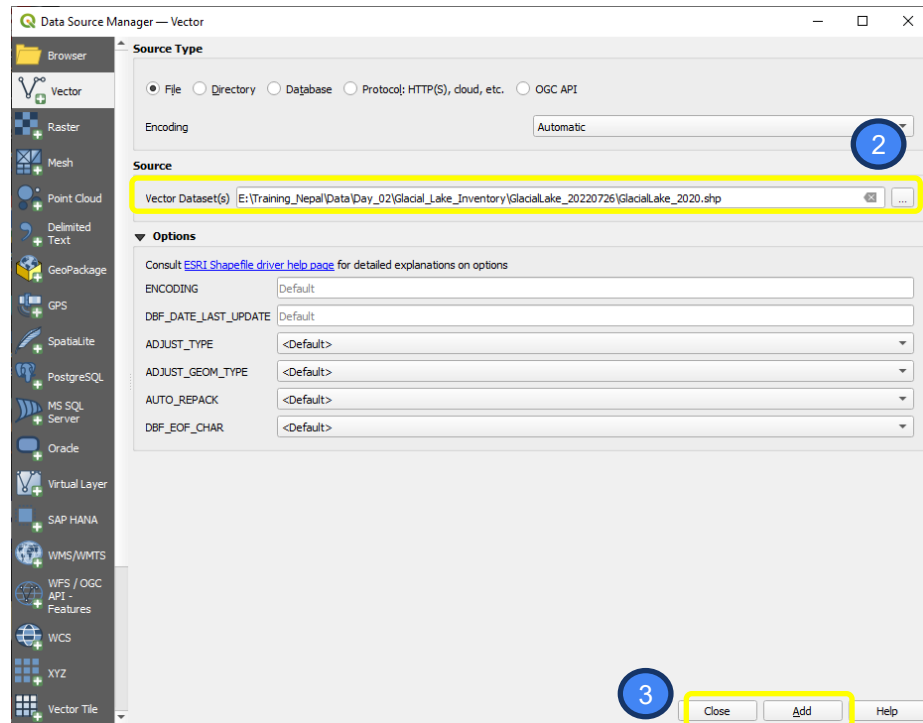 Data Source Manager — Vector
Browser
Vector
Raster
Mesh
Point Cloud
Delimited
Text
GeoPackage
GPS
SpatiaLite
PostgreSQL
MS SQL
Server
Oracle
Virtual Layer
SAP HANA
WMS/WMTS
WFS / OGC
API -
Features
WCS
XYZ
Vector Tile
Source Type
File Directory Database Protocol: HTTP(S), cloud, etc. OGC API
Encoding Automatic
2
Source
Vector Dataset(s) E:\Training_Nepal\Data\Day_02\Glacial_Lake_Inventory\GlacialLake_20220726\GlacialLake_2020.shp ...
Options
Consult ESRI Shapefile driver help page for detailed explanations on options
ENCODING Default
DBF_DATE_LAST_UPDATE Default
ADJUST_TYPE <Default>
ADJUST_GEOM_TYPE <Default>
AUTO_REPACK <Default>
DBF_EOF_CHAR <Default>
3
Close Add Help